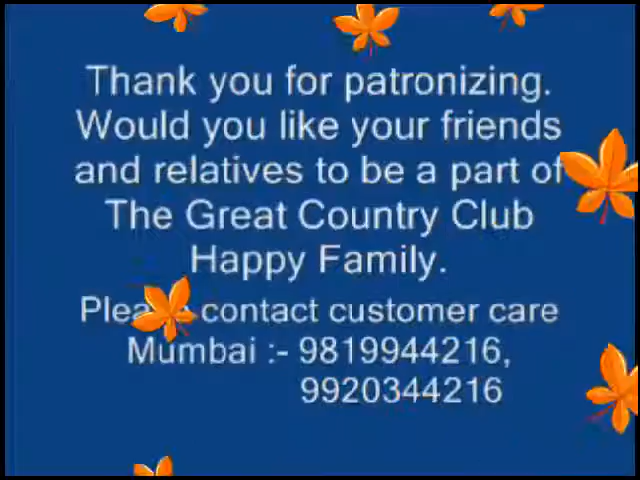 Thank you for patronizing.
Would you like your friends
and relatives to be a part of
The Great Country Club
Happy Family.
Please contact customer care
Mumbai :- 9819944216,
9920344216